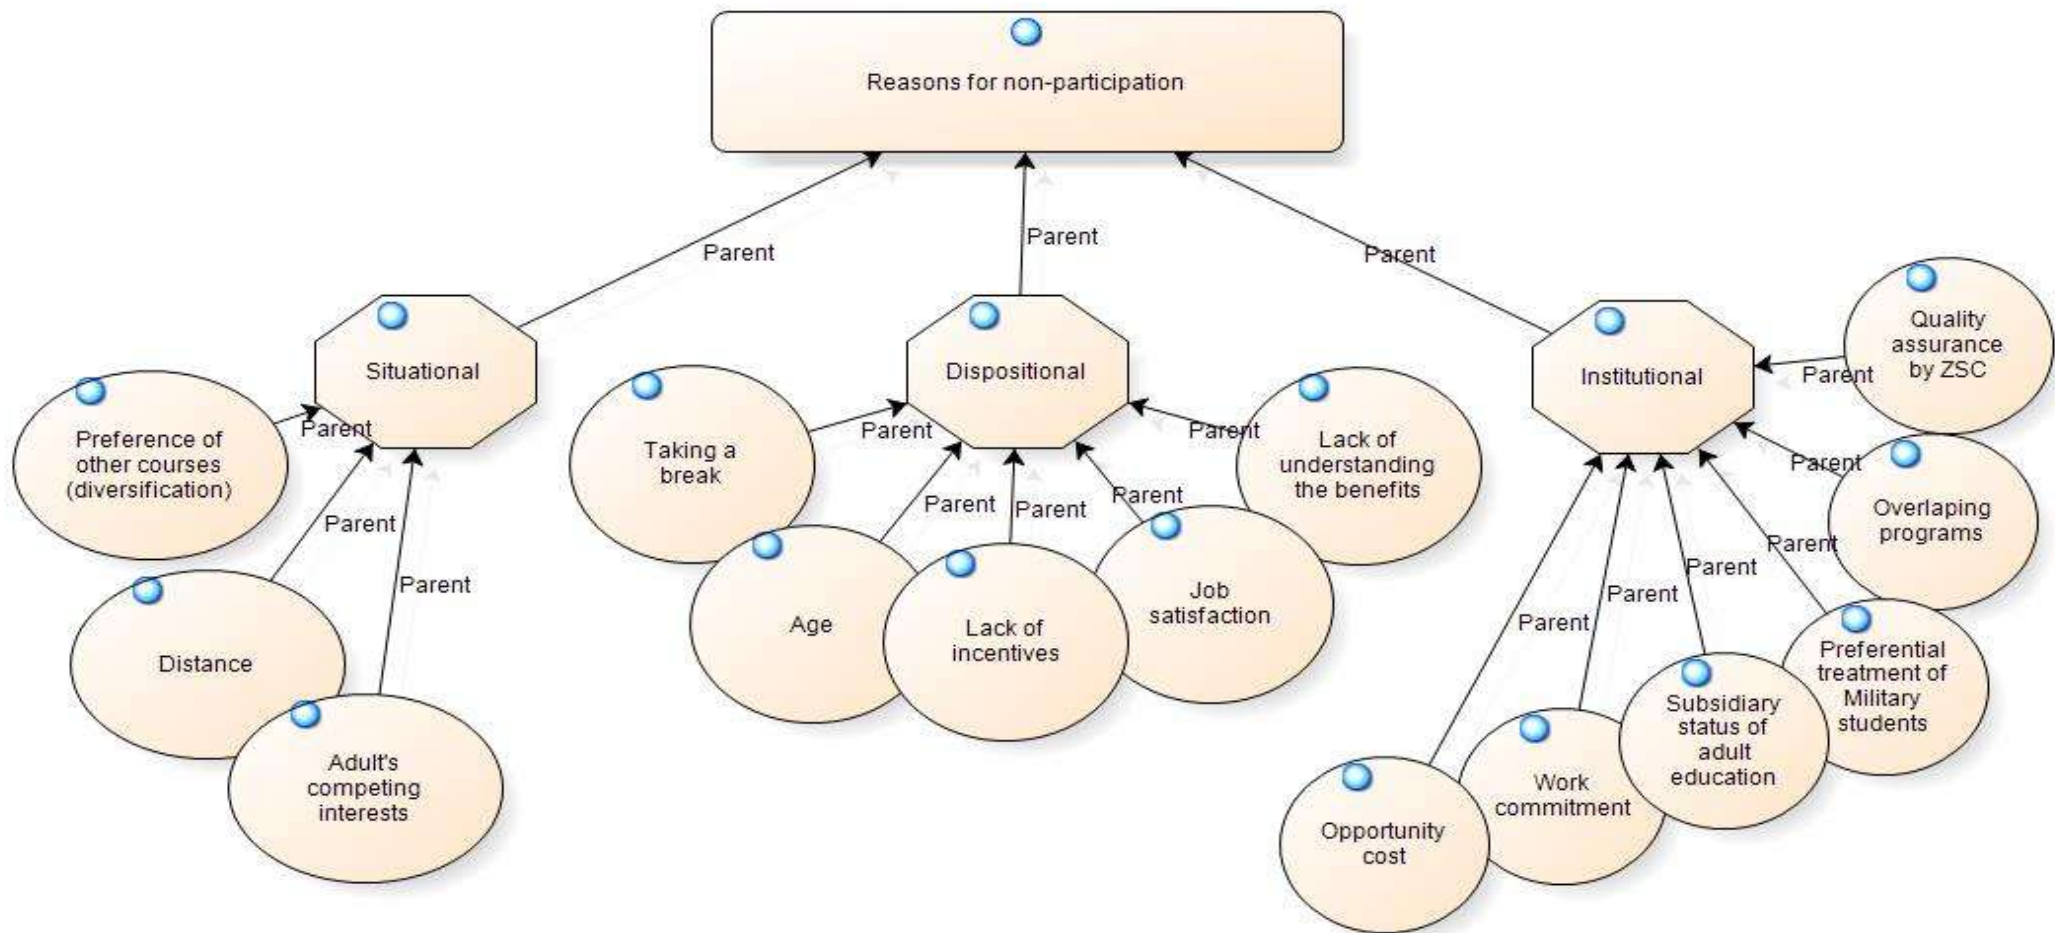 Reasons for non-participation
Parent
Parent
Parent
Situational
Dispositional
Institutional
Preference of
other courses
(diversification)
Parent
Distance
Parent
Adult's
competing
interests
Parent
Taking a
break
Parent
Age
Parent
Lack of
incentives
Parent
Job
satisfaction
Parent
Lack of
understanding
the benefits
Parent
Quality
assurance
by ZSC
Parent
Overlaping
programs
Parent
Preferential
treatment of
Military
students
Parent
Subsidiary
status of
adult
education
Parent
Work
commitment
Parent
Opportunity
cost
Parent